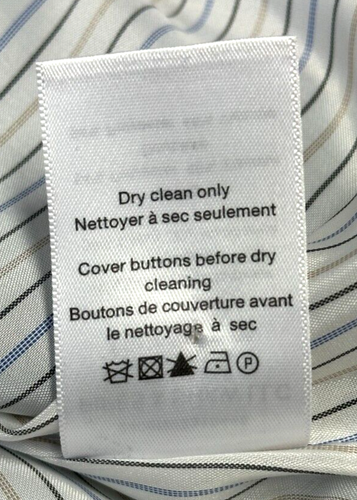 Dry clean only
Nettoyer à sec seulement
Cover buttons before dry
cleaning
Boutons de couverture avant
le nettoyage à sec
P